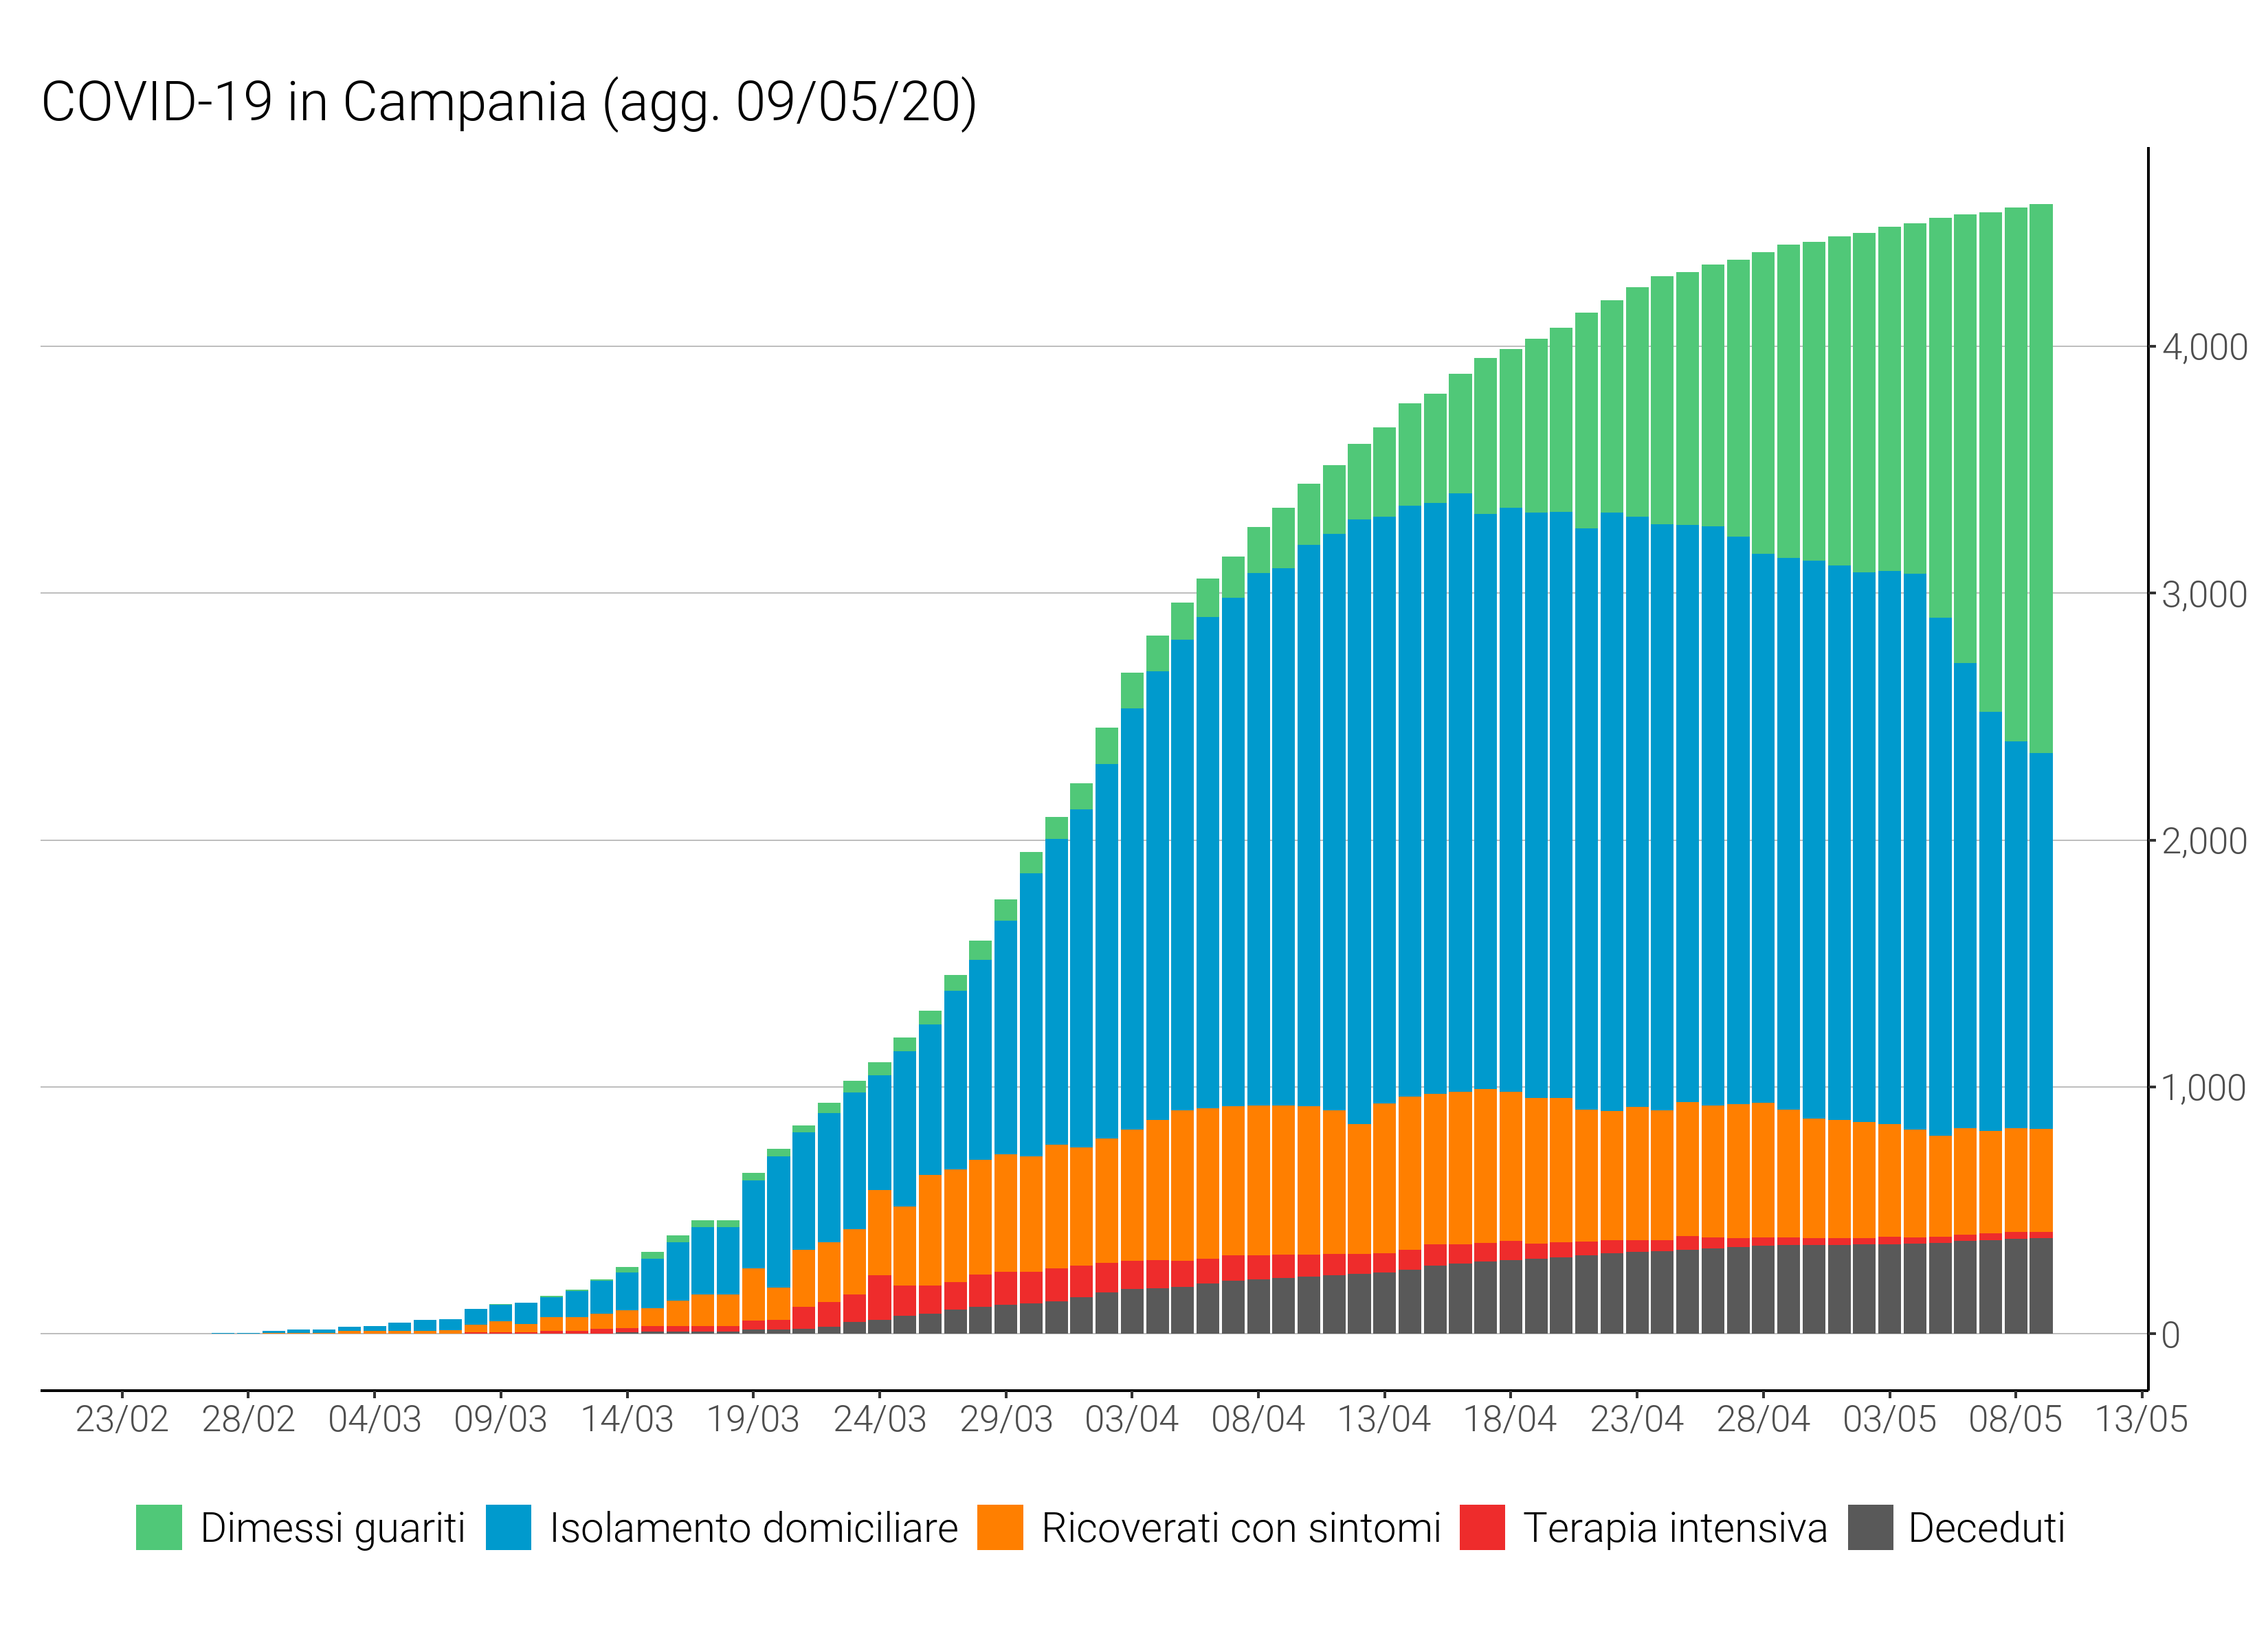 COVID-19 in Campania (agg. 09/05/20)
4,000
3,000
2,000
1,000
0
23/02 28/02 04/03 09/03 14/03 19/03 24/03 29/03 03/04 08/04 13/04 18/04 23/04 28/04 03/05 08/05 13/05
Dimessi guariti Isolamento domiciliare Ricoverati con sintomi Terapia intensiva Deceduti